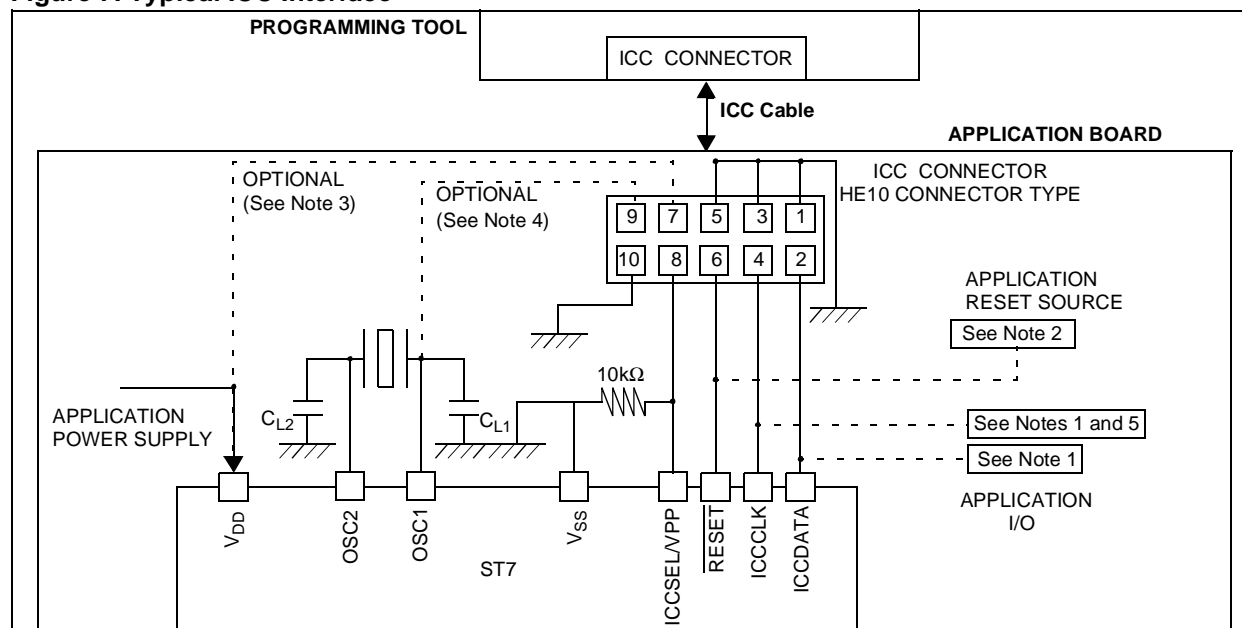 Figure Typical ICC Interface
PROGRAMMING TOOL
ICC CONNECTOR
ICC Cable
APPLICATION BOARD
OPTIONAL
(See Note 3)
OPTIONAL
(See Note 4)
ICC CONNECTOR
HE10 CONNECTOR TYPE
9 7 5 3 1
10 8 6 4 2
APPLICATION
RESET SOURCE
See Note 2
10kΩ
APPLICATION
POWER SUPPLY
CL2
CL1
See Notes 1 and 5
See Note 1
APPLICATION
I/O
VDD
OSC2
OSC1
VSS
ICCSEL/VPP
RESET
ICCCLK
ICCDATA
ST7